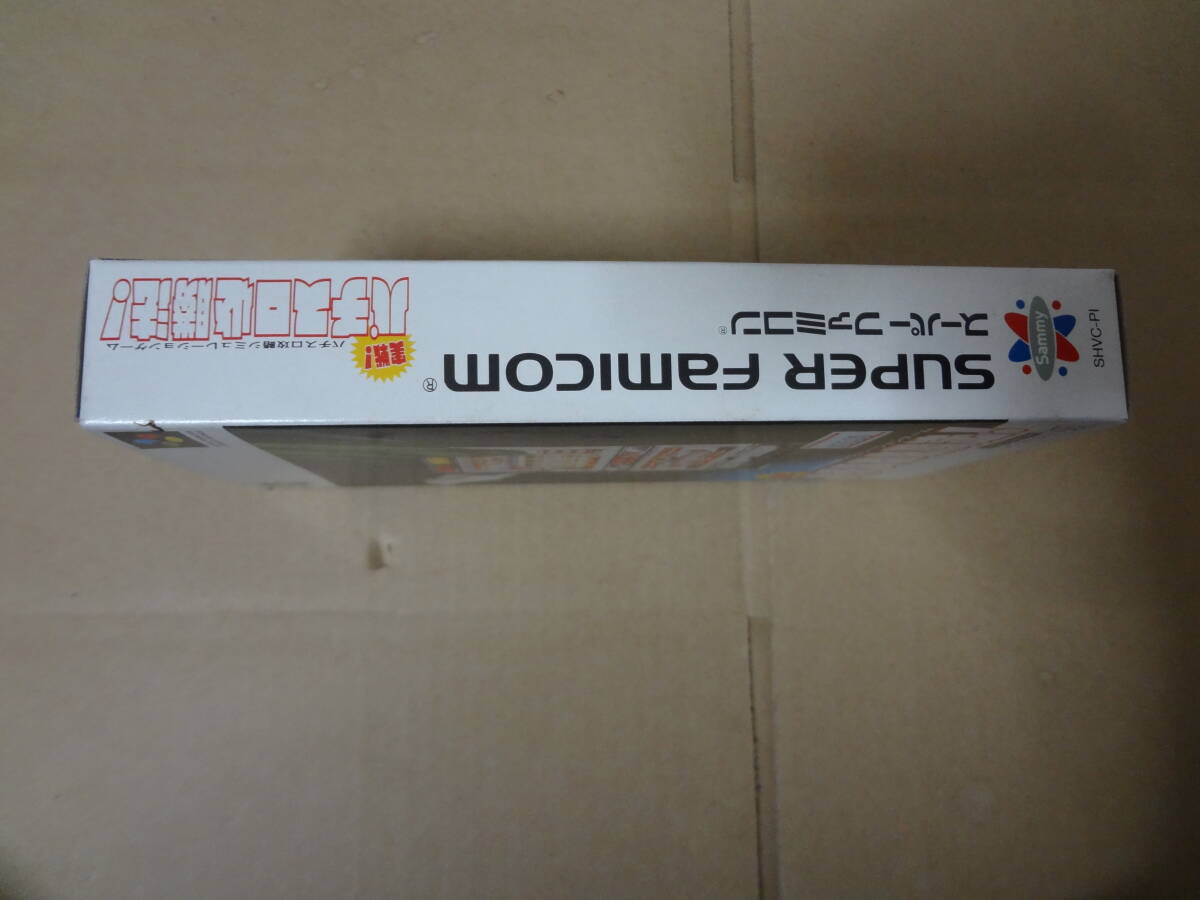 Sammy
SHVC-PI
スーパーファミコン®
SUPER FAMICOM®
実戦!
パチスロ攻略シミュレーションゲーム
パチスロ必勝法!